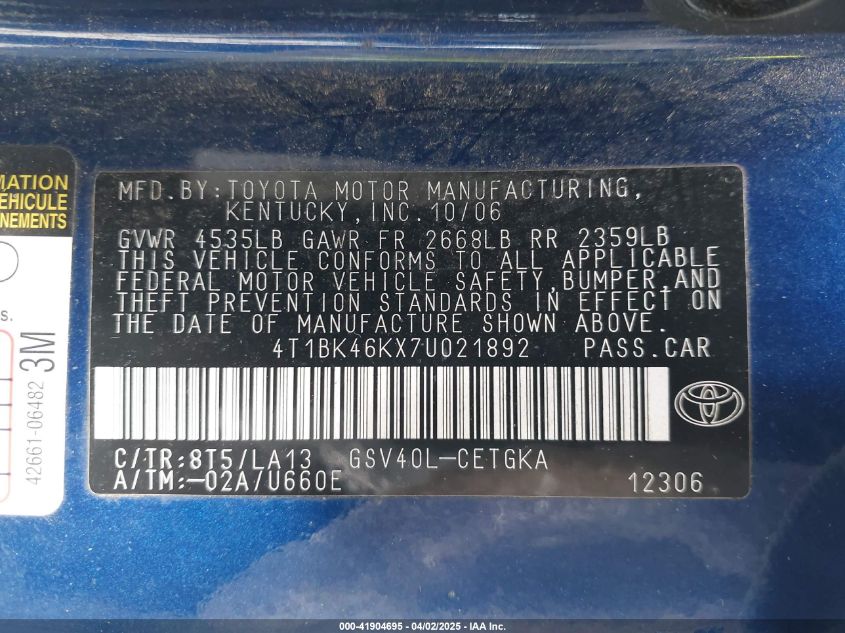 MATION
VEHICULE
NEMENTS
s.
3M
42661-06482
MFD.BY:TOYOTA MOTOR MANUFACTURING,
KENTUCKY,INC.10/06
GVWR 4535LB GAWR FR 2668LB RR 2359LB
THIS VEHICLE CONFORMS TO ALL APPLICABLE
FEDERAL MOTOR VEHICLE SAFETY,BUMPER,AND
THEFT PREVENTION STANDARDS IN EFFECT ON
THE DATE OF MANUFACTURE SHOWN ABOVE.
4T1BK46KX7U021892 PASS.CAR
C/TR:8T5/LA13 GSV40L-CETGKA
A/TM:-02A/U660E 12306
000-41904695 - 04/02/2025 - IAA Inc.